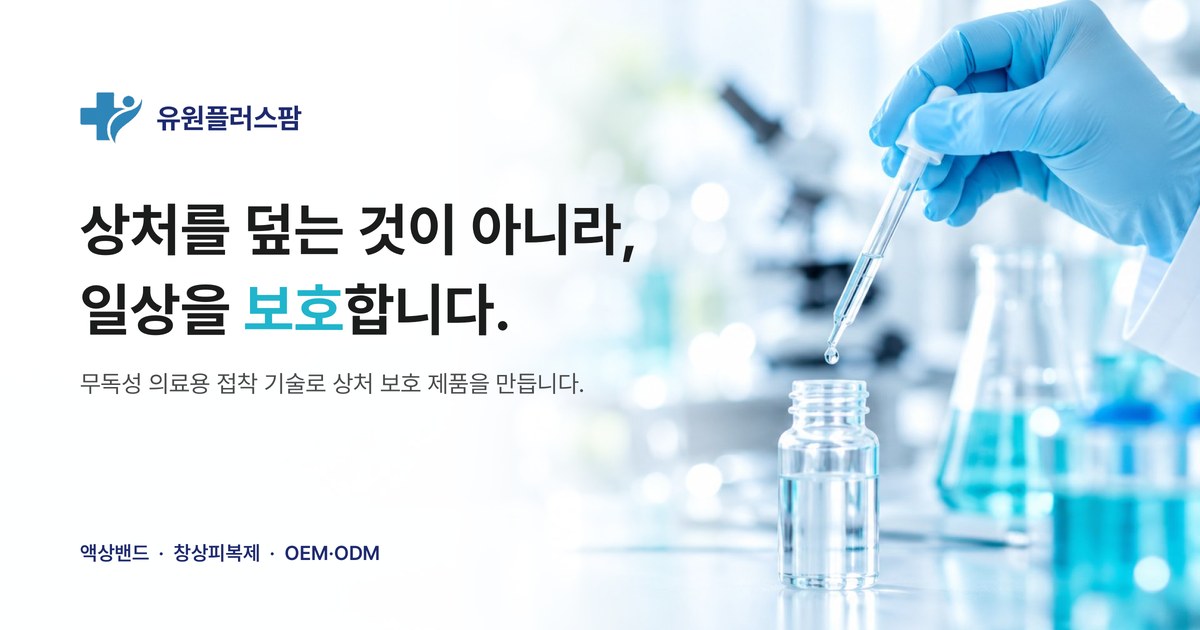 유원플러스팜
상처를 덮는 것이 아니라,
일상을 보호합니다.
무독성 의료용 접착 기술로 상처 보호 제품을 만듭니다.
액상밴드 · 창상피복제 · OEM·ODM